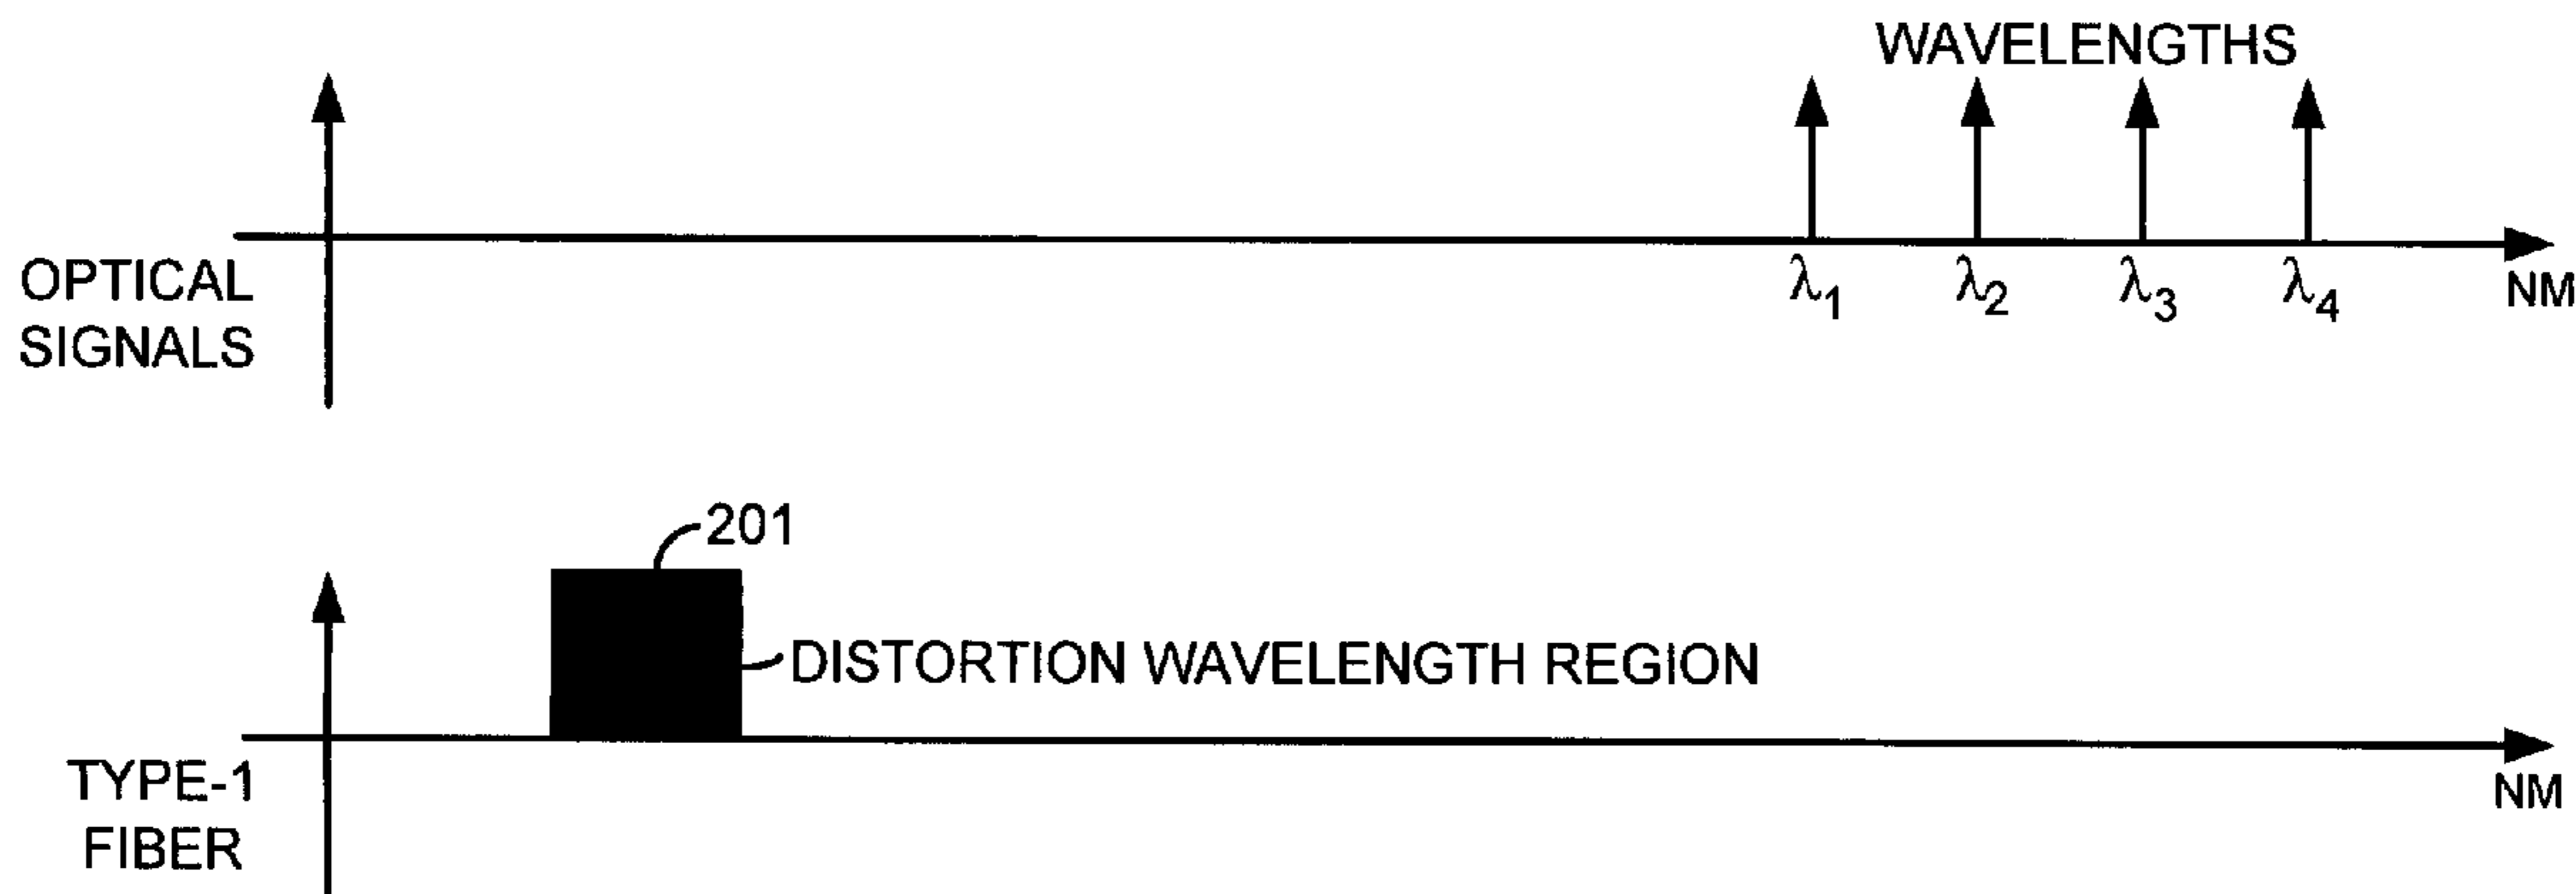 WAVELENGTHS
λ1 λ2 λ3 λ4 NM
OPTICAL
SIGNALS
201
DISTORTION WAVELENGTH REGION
TYPE-1
FIBER
NM